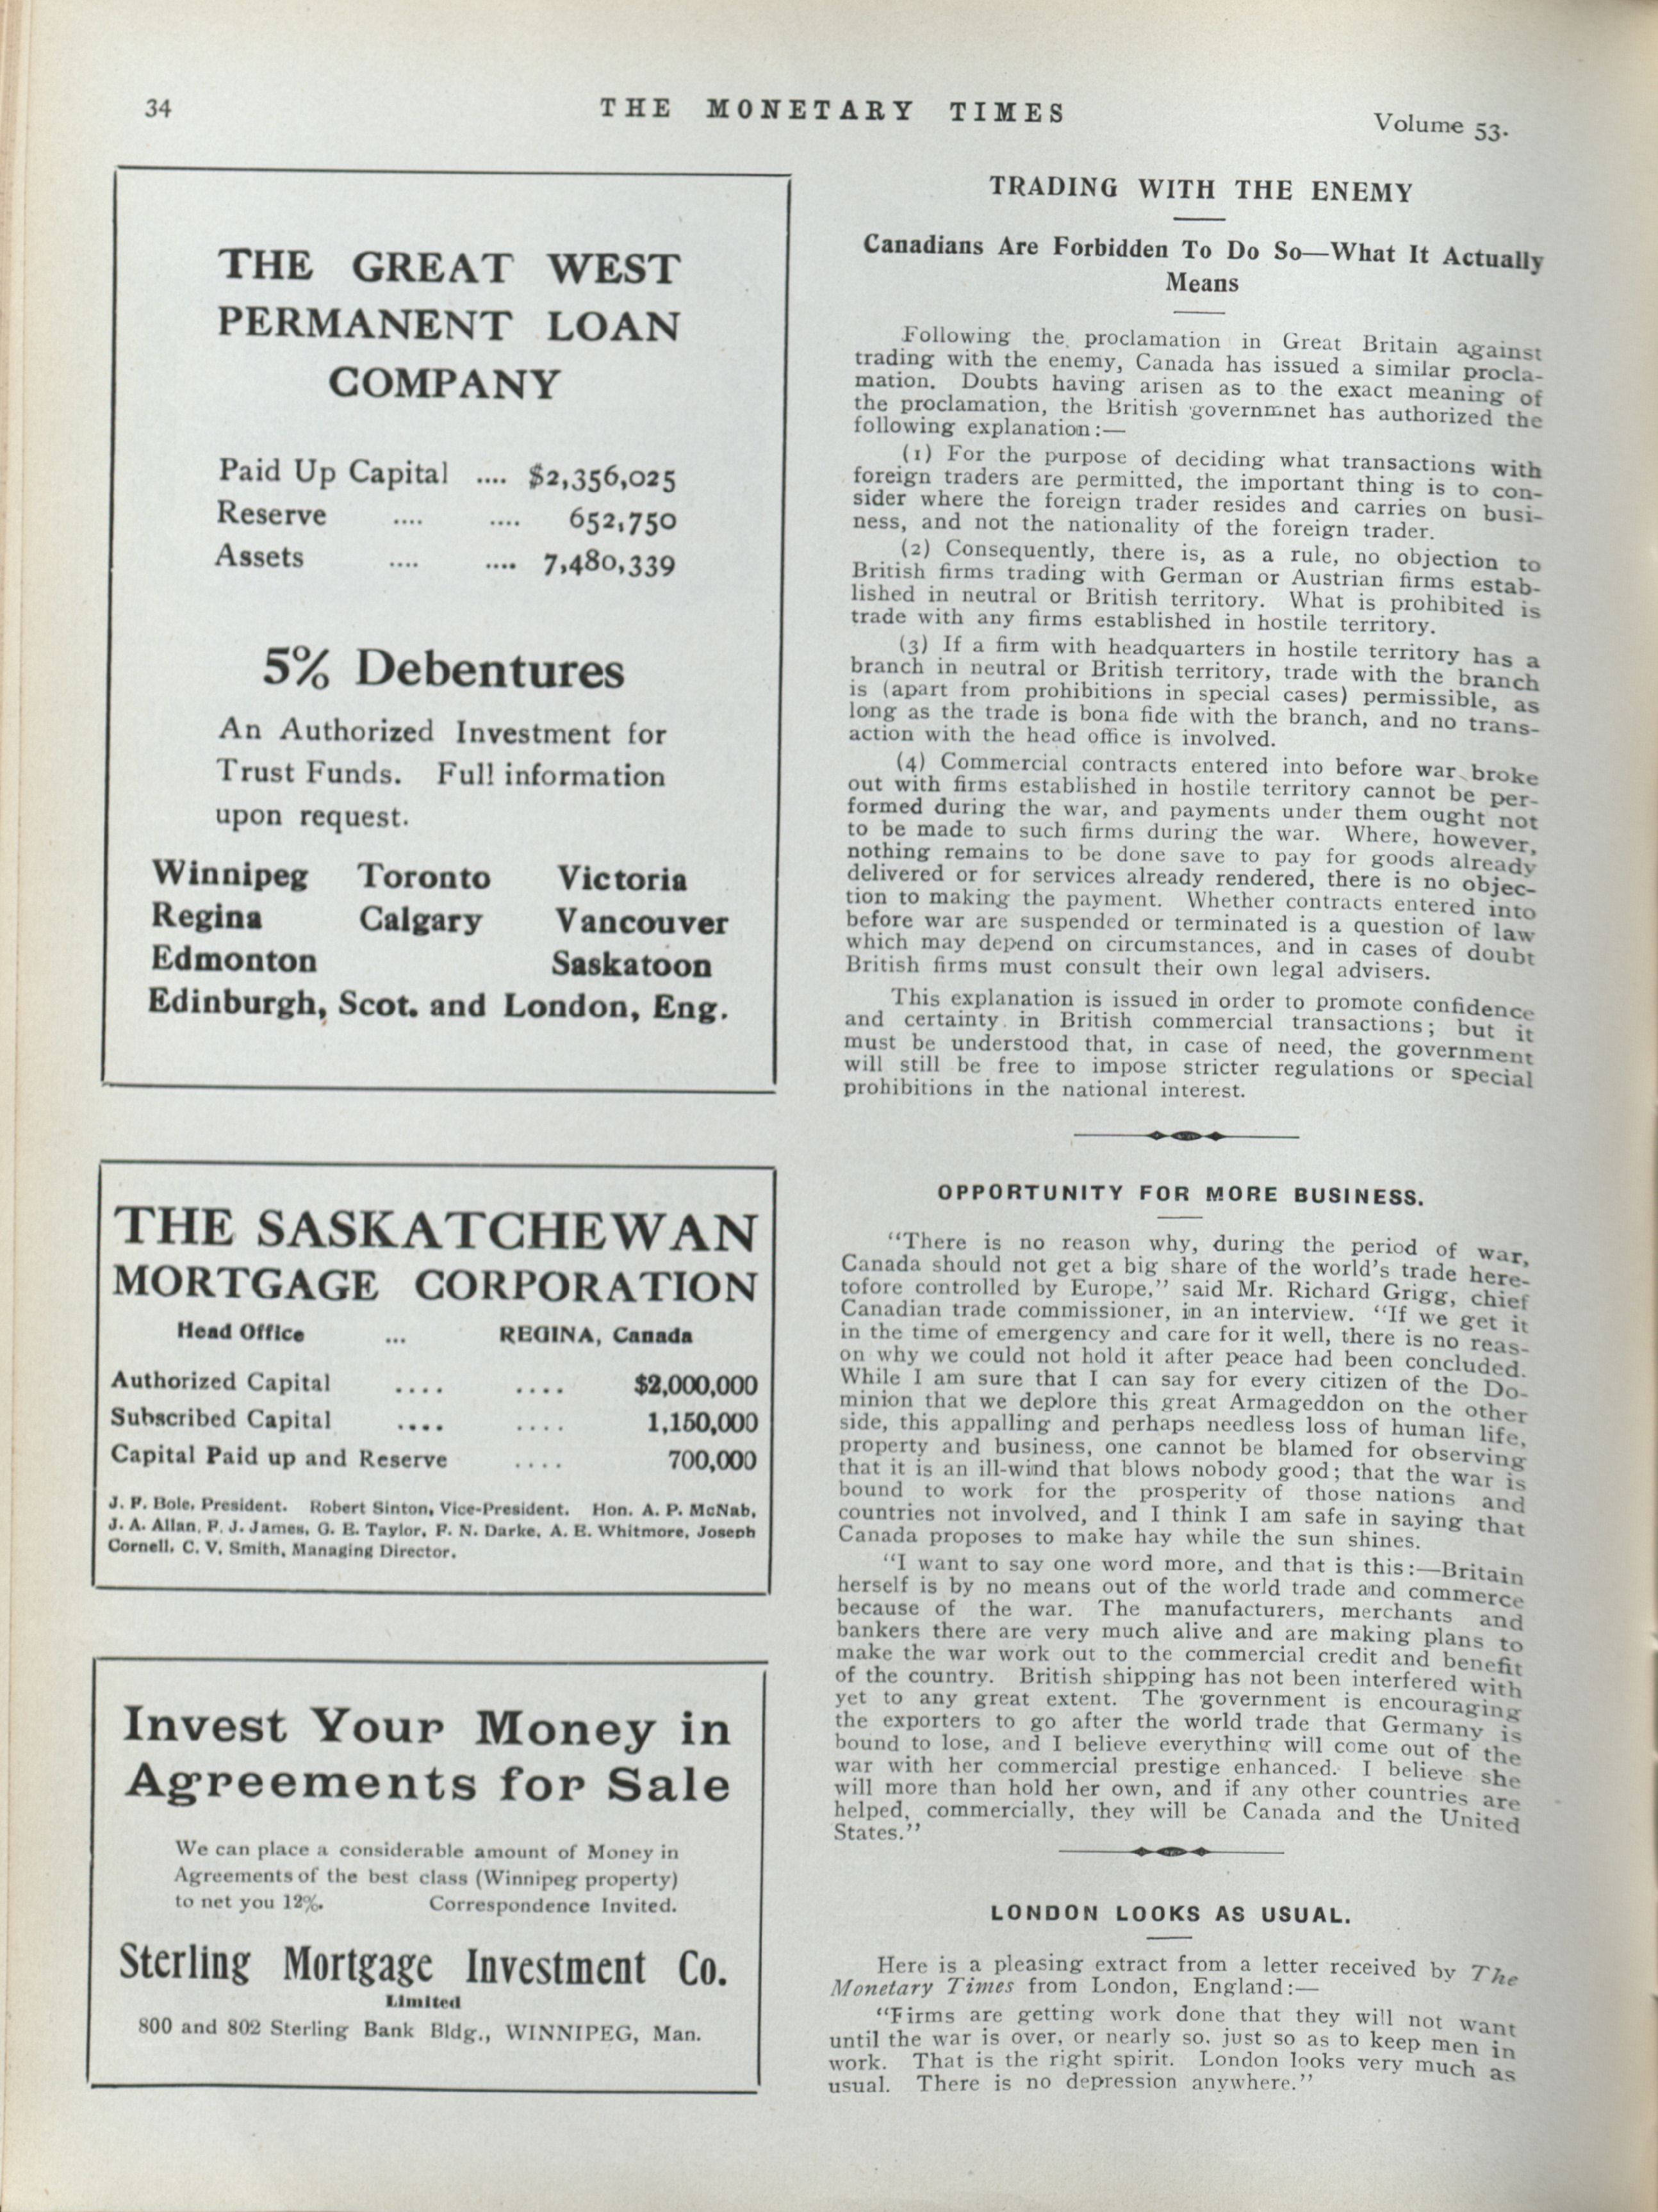 34
THE MONETARY TIMES
Volume 53.
THE GREAT WEST
PERMANENT LOAN
COMPANY
Paid Up Capital .... $2,356,025
Reserve .... .... 652,750
Assets .... .... 7,480,339
5% Debentures
An Authorized Investment for
Trust Funds. Full information
upon request.
Winnipeg Toronto Victoria
Regina Calgary Vancouver
Edmonton Saskatoon
Edinburgh, Scot. and London, Eng.
THE SASKATCHEWAN
MORTGAGE CORPORATION
Head Office ... REGINA, Canada
Authorized Capital .... .... $2,000,000
Subscribed Capital .... .... 1,150,000
Capital Paid up and Reserve .... 700,000
J. F. Bole, President. Robert Sinton, Vice-President. Hon. A. P. McNab,
J. A. Allan, F. J. James, G. E. Taylor, F. N. Darke, A. E. Whitmore, Joseph
Cornell, C. V. Smith, Managing Director.
Invest Your Money in
Agreements for Sale
We can place a considerable amount of Money in
Agreements of the best class (Winnipeg property)
to net you 12%. Correspondence Invited.
Sterling Mortgage Investment Co.
Limited
800 and 802 Sterling Bank Bldg., WINNIPEG, Man.
TRADING WITH THE ENEMY
Canadians Are Forbidden To Do So—What It Actually
Means
Following the proclamation in Great Britain against
trading with the enemy, Canada has issued a similar procla-
mation. Doubts having arisen as to the exact meaning of
the proclamation, the British governmnet has authorized the
following explanation:—
(1) For the purpose of deciding what transactions with
foreign traders are permitted, the important thing is to con-
sider where the foreign trader resides and carries on busi-
ness, and not the nationality of the foreign trader.
(2) Consequently, there is, as a rule, no objection to
British firms trading with German or Austrian firms estab-
lished in neutral or British territory. What is prohibited is
trade with any firms established in hostile territory.
(3) If a firm with headquarters in hostile territory has a
branch in neutral or British territory, trade with the branch
is (apart from prohibitions in special cases) permissible, as
long as the trade is bona fide with the branch, and no trans-
action with the head office is involved.
(4) Commercial contracts entered into before war broke
out with firms established in hostile territory cannot be per-
formed during the war, and payments under them ought not
to be made to such firms during the war. Where, however,
nothing remains to be done save to pay for goods already
delivered or for services already rendered, there is no objec-
tion to making the payment. Whether contracts entered into
before war are suspended or terminated is a question of law
which may depend on circumstances, and in cases of doubt
British firms must consult their own legal advisers.
This explanation is issued in order to promote confidence
and certainty in British commercial transactions; but it
must be understood that, in case of need, the government
will still be free to impose stricter regulations or special
prohibitions in the national interest.
OPPORTUNITY FOR MORE BUSINESS.
"There is no reason why, during the period of war,
Canada should not get a big share of the world's trade here-
tofore controlled by Europe," said Mr. Richard Grigg, chief
Canadian trade commissioner, in an interview. "If we get it
in the time of emergency and care for it well, there is no reas-
on why we could not hold it after peace had been concluded.
While I am sure that I can say for every citizen of the Do-
minion that we deplore this great Armageddon on the other
side, this appalling and perhaps needless loss of human life,
property and business, one cannot be blamed for observing
that it is an ill-wind that blows nobody good; that the war is
bound to work for the prosperity of those nations and
countries not involved, and I think I am safe in saying that
Canada proposes to make hay while the sun shines.
"I want to say one word more, and that is this:—Britain
herself is by no means out of the world trade and commerce
because of the war. The manufacturers, merchants and
bankers there are very much alive and are making plans to
make the war work out to the commercial credit and benefit
of the country. British shipping has not been interfered with
yet to any great extent. The government is encouraging
the exporters to go after the world trade that Germany is
bound to lose, and I believe everything will come out of the
war with her commercial prestige enhanced. I believe she
will more than hold her own, and if any other countries are
helped, commercially, they will be Canada and the United
States."
LONDON LOOKS AS USUAL.
Here is a pleasing extract from a letter received by The
Monetary Times from London, England:—
"Firms are getting work done that they will not want
until the war is over, or nearly so, just so as to keep men in
work. That is the right spirit. London looks very much as
usual. There is no depression anywhere."